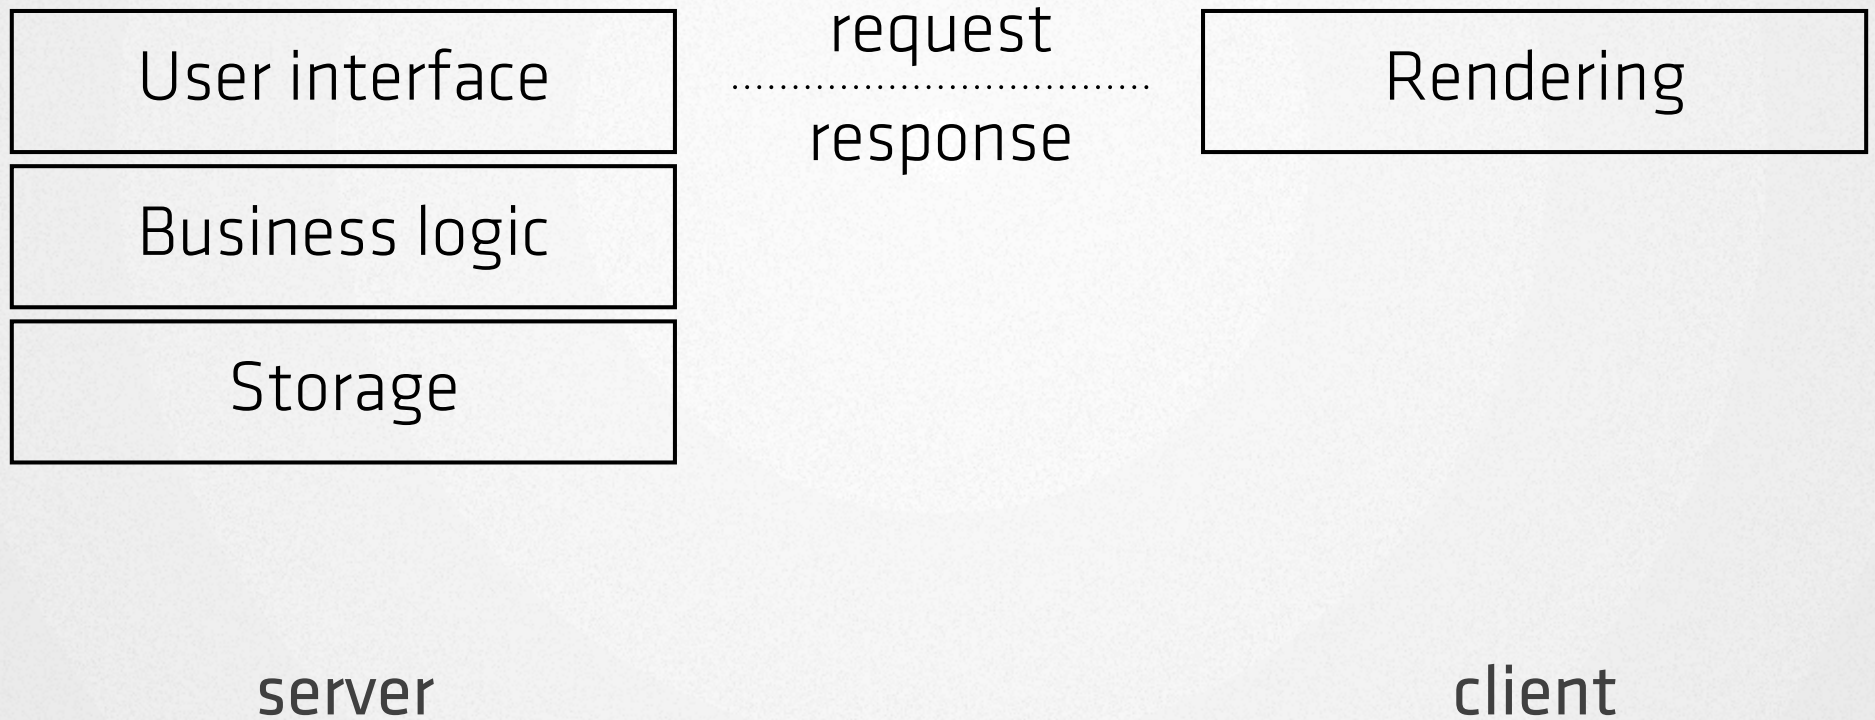 User interface
Business logic
Storage
request
response
Rendering
server
client